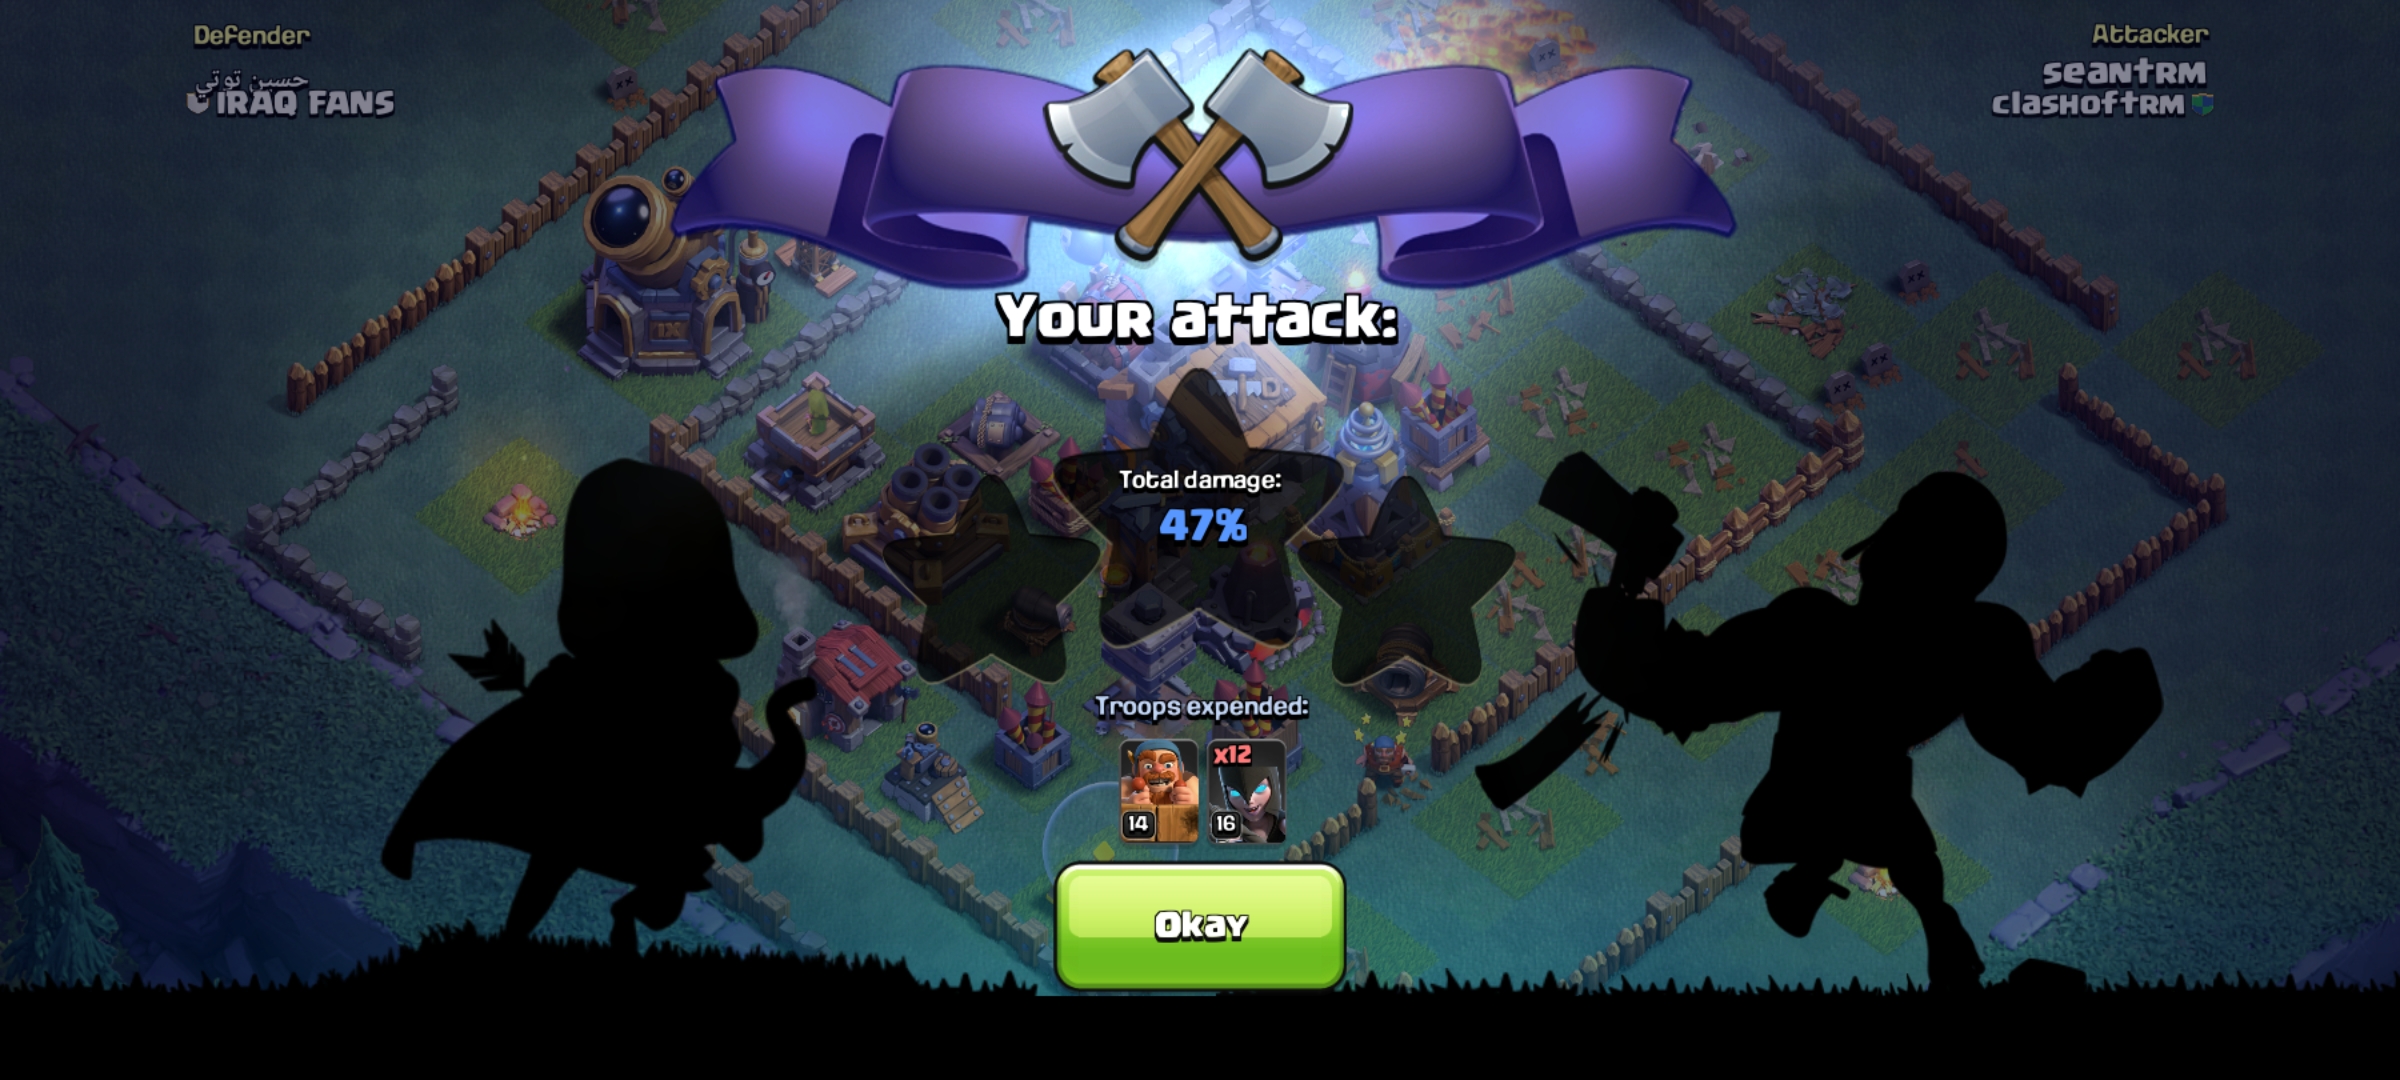 Defender
حسين توتي
IRAQ FANS
Attacker
seantRM
clashoftRM
Your attack:
Total damage:
47%
Troops expended:
14
x12
16
Okay